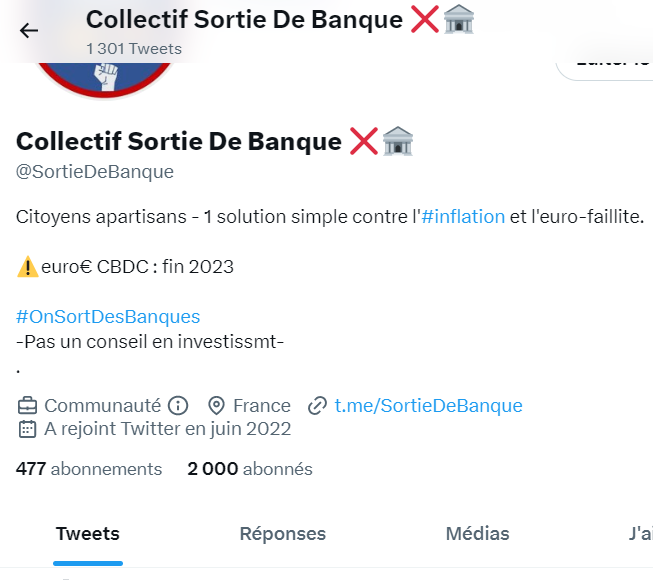 Collectif Sortie De Banque ❌🏛️
1 301 Tweets
Collectif Sortie De Banque ❌🏛️
@SortieDeBanque
Citoyens apartisans - 1 solution simple contre l'#inflation et l'euro-faillite.
⚠️euro€ CBDC : fin 2023
#OnSortDesBanques
-Pas un conseil en investissmt-
.
Communauté France t.me/SortieDeBanque
A rejoint Twitter en juin 2022
477 abonnements 2 000 abonnés
Tweets Réponses Médias J'ai